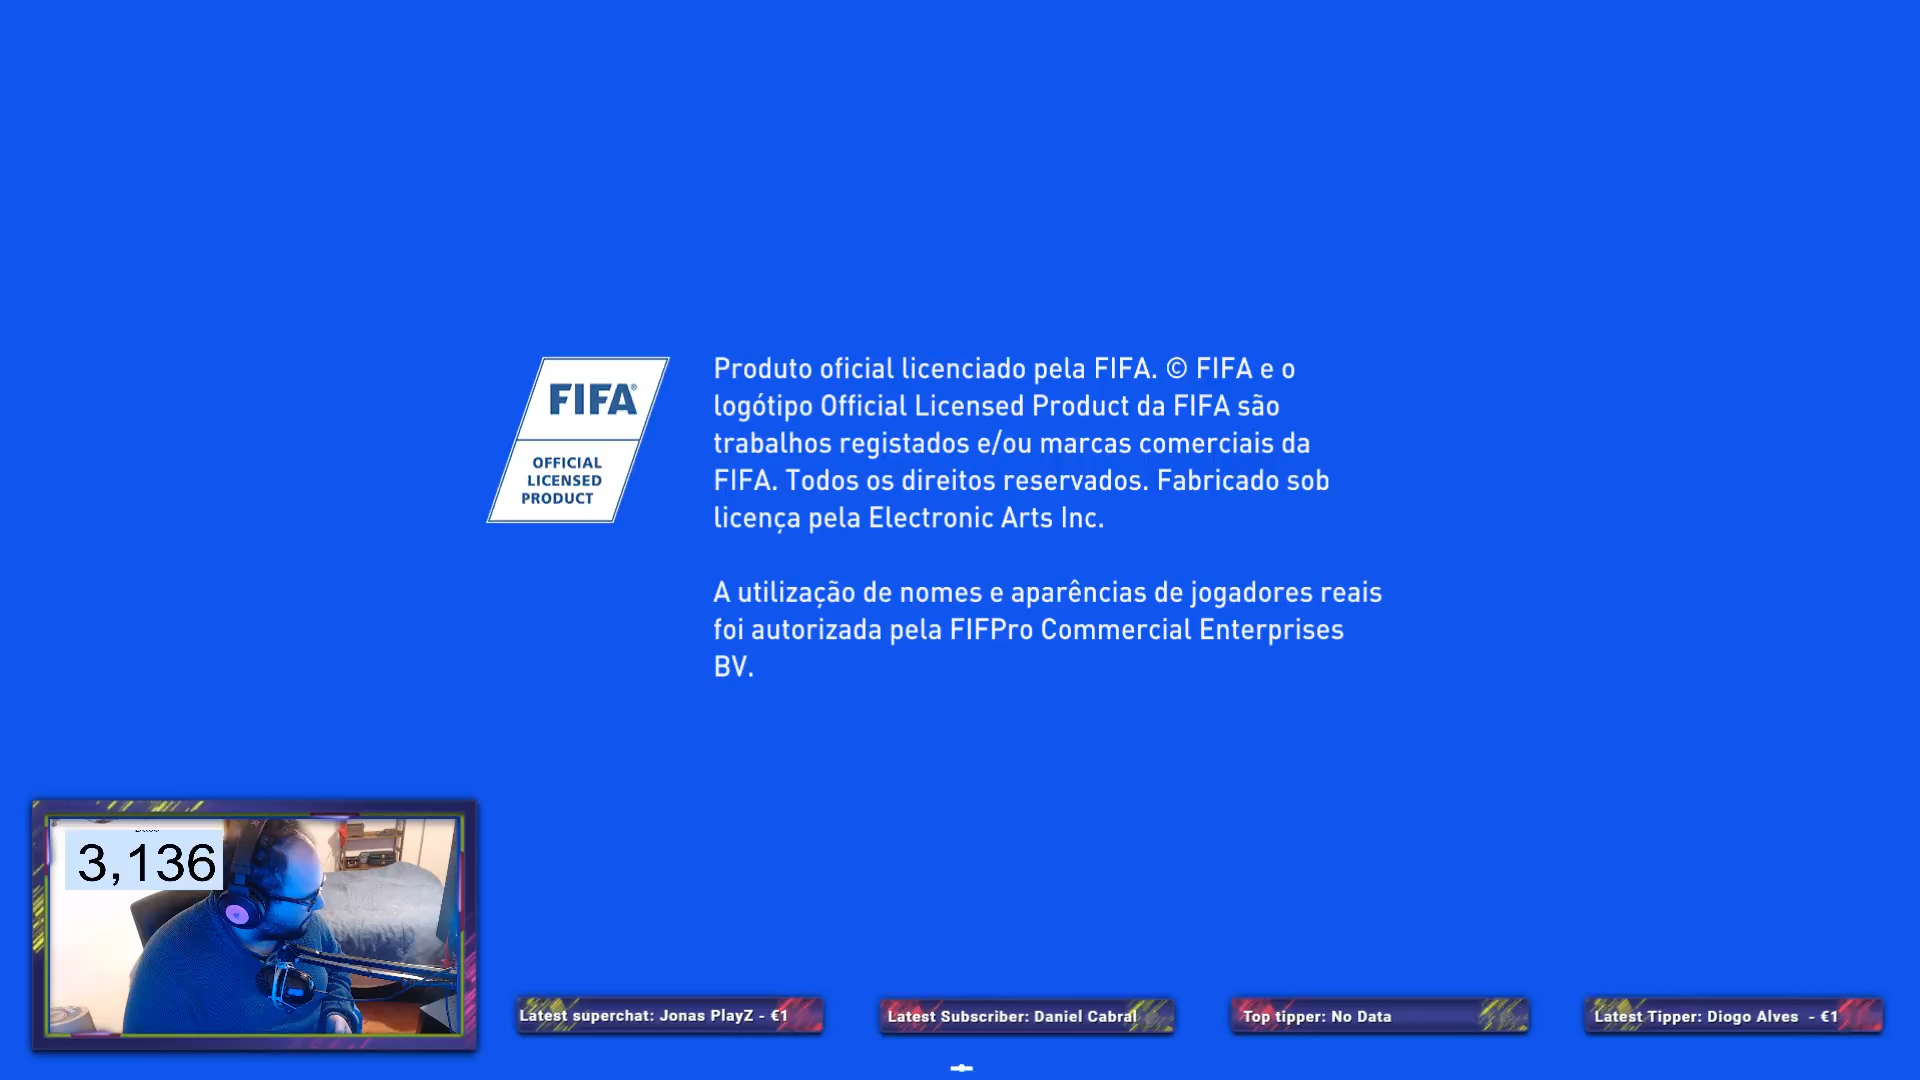 FIFA®
OFFICIAL
LICENSED
PRODUCT
Produto oficial licenciado pela FIFA. © FIFA e o
logótipo Official Licensed Product da FIFA são
trabalhos registados e/ou marcas comerciais da
FIFA. Todos os direitos reservados. Fabricado sob
licença pela Electronic Arts Inc.
A utilização de nomes e aparências de jogadores reais
foi autorizada pela FIFPro Commercial Enterprises
BV.
3,136
Latest superchat: Jonas PlayZ - €1
Latest Subscriber: Daniel Cabral
Top tipper: No Data
Latest Tipper: Diogo Alves - €1